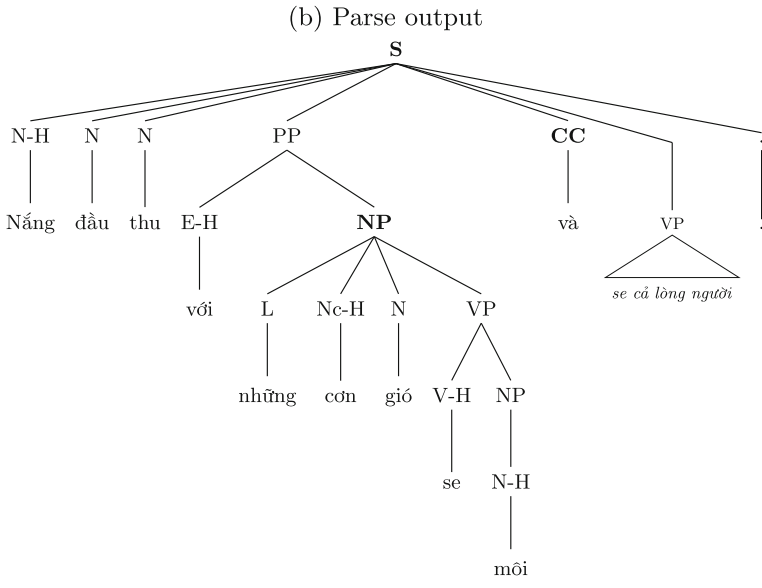 (b) Parse output
S
N-H N N PP CC .
Nắng đầu thu E-H NP và VP .
se cả lòng người
với L Nc-H N VP
những cơn gió V-H NP
se N-H
môi